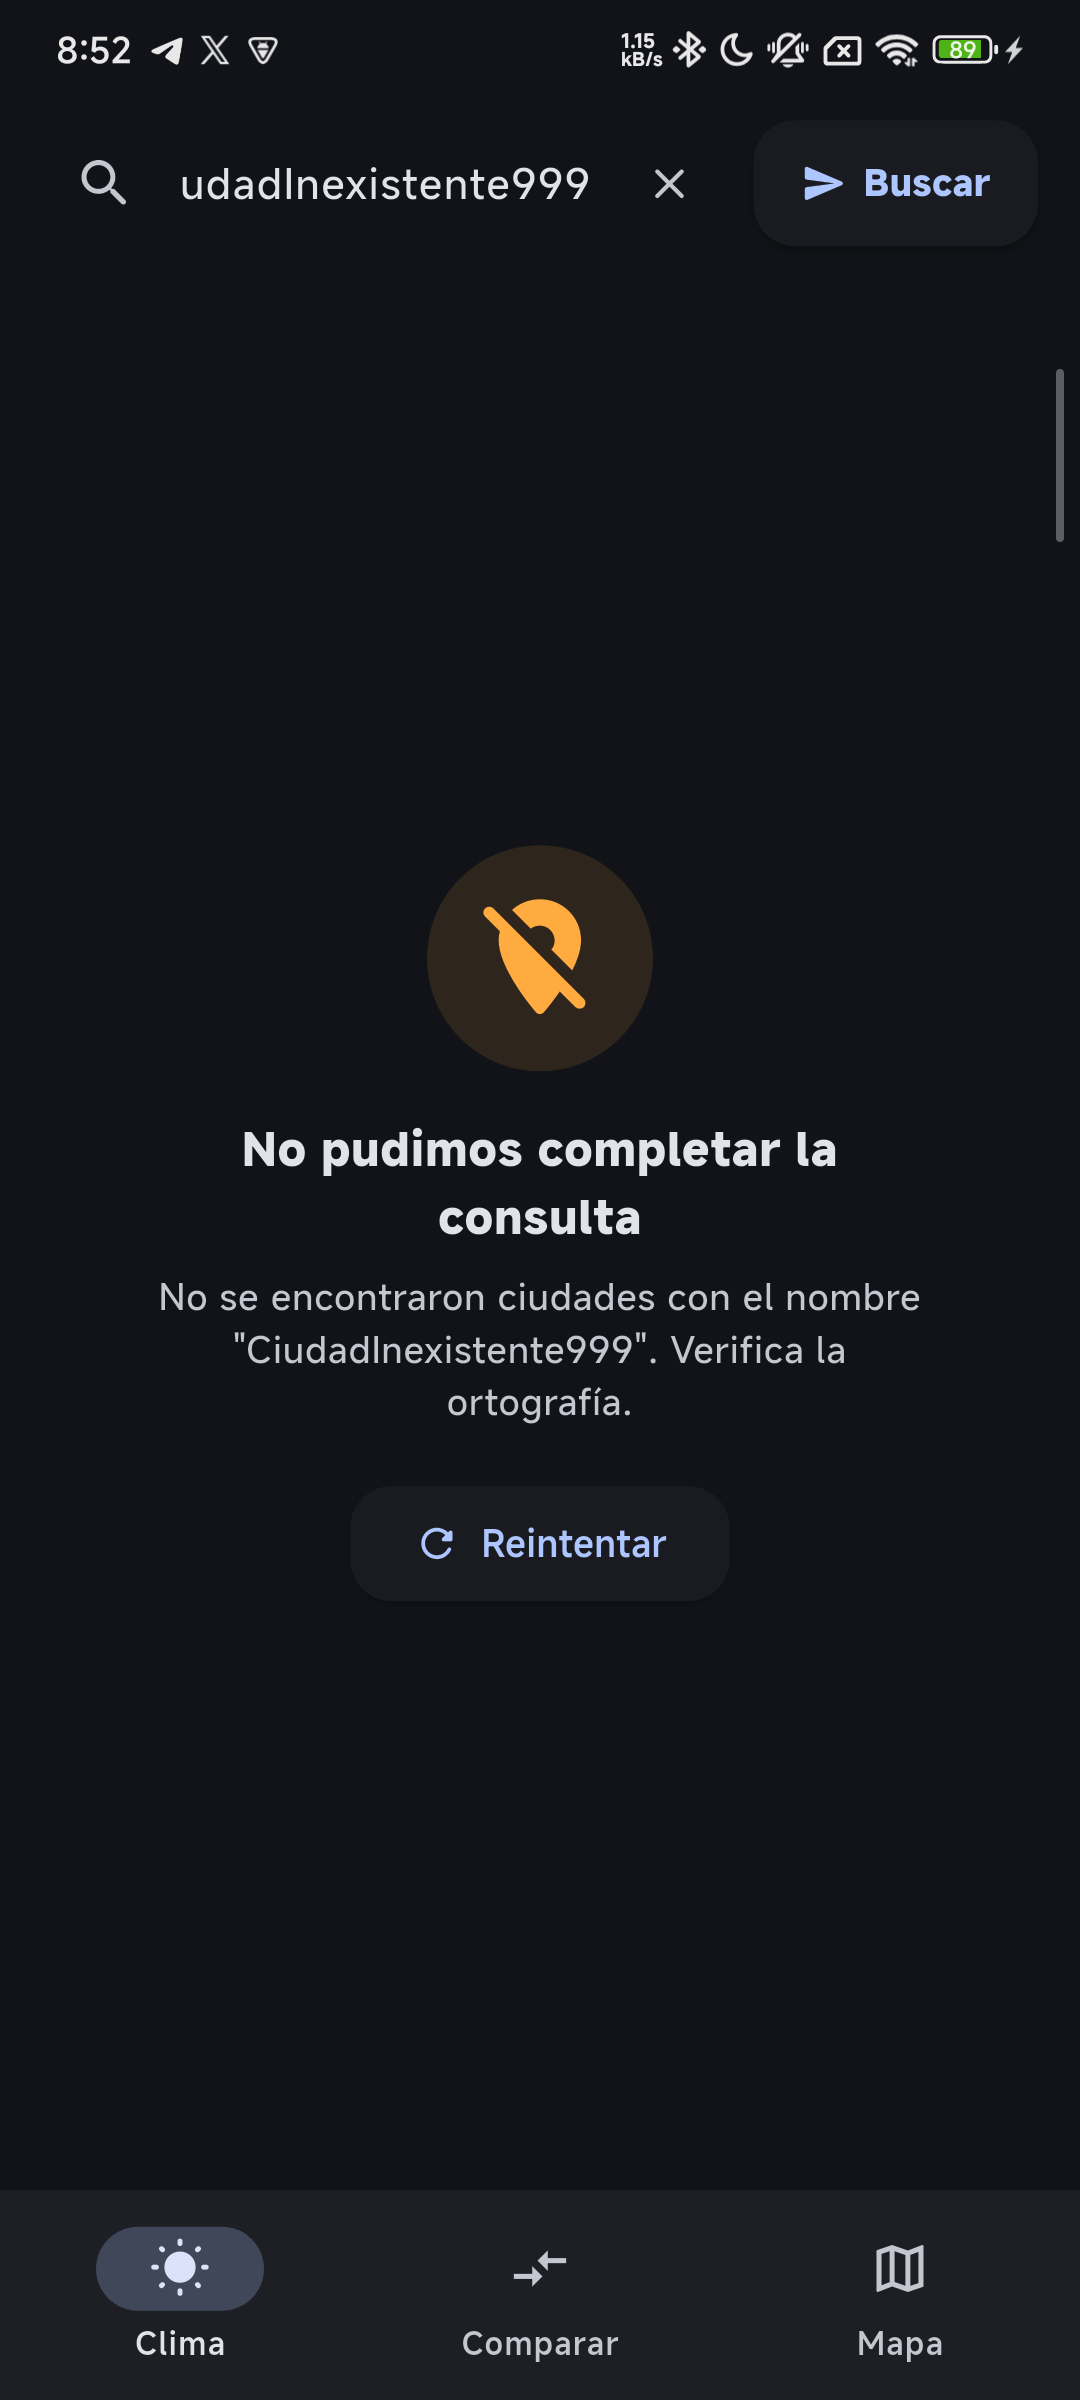 8:52
1.15
kB/s
89
udadInexistente999
Buscar
No pudimos completar la
consulta
No se encontraron ciudades con el nombre
"CiudadInexistente999". Verifica la
ortografía.
Reintentar
Clima
Comparar
Mapa